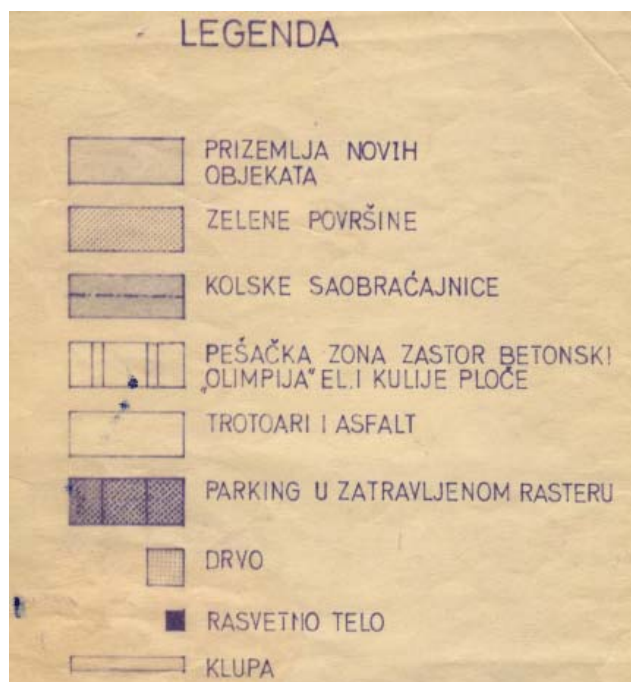 LEGENDA
PRIZEMLJA NOVIH
OBJEKATA
ZELENE POVRŠINE
KOLSKE SAOBRAĆAJNICE
PEŠAČKA ZONA ZASTOR BETONSKI
„OLIMPIJA" EL. I KULIJE PLOČE
TROTOARI I ASFALT
PARKING U ZATRAVLJENOM RASTERU
DRVO
RASVETNO TELO
KLUPA